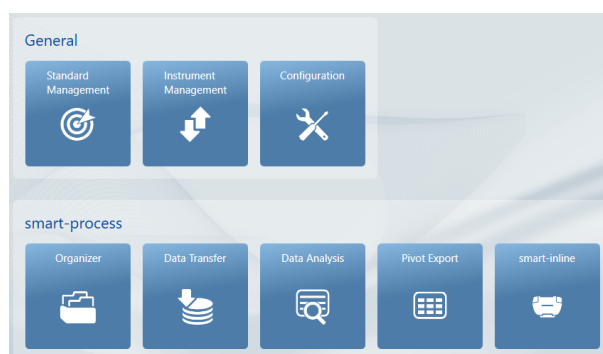 General
Standard
Management
Instrument
Management
Configuration
smart-process
Organizer
Data Transfer
Data Analysis
Pivot Export
smart-inline